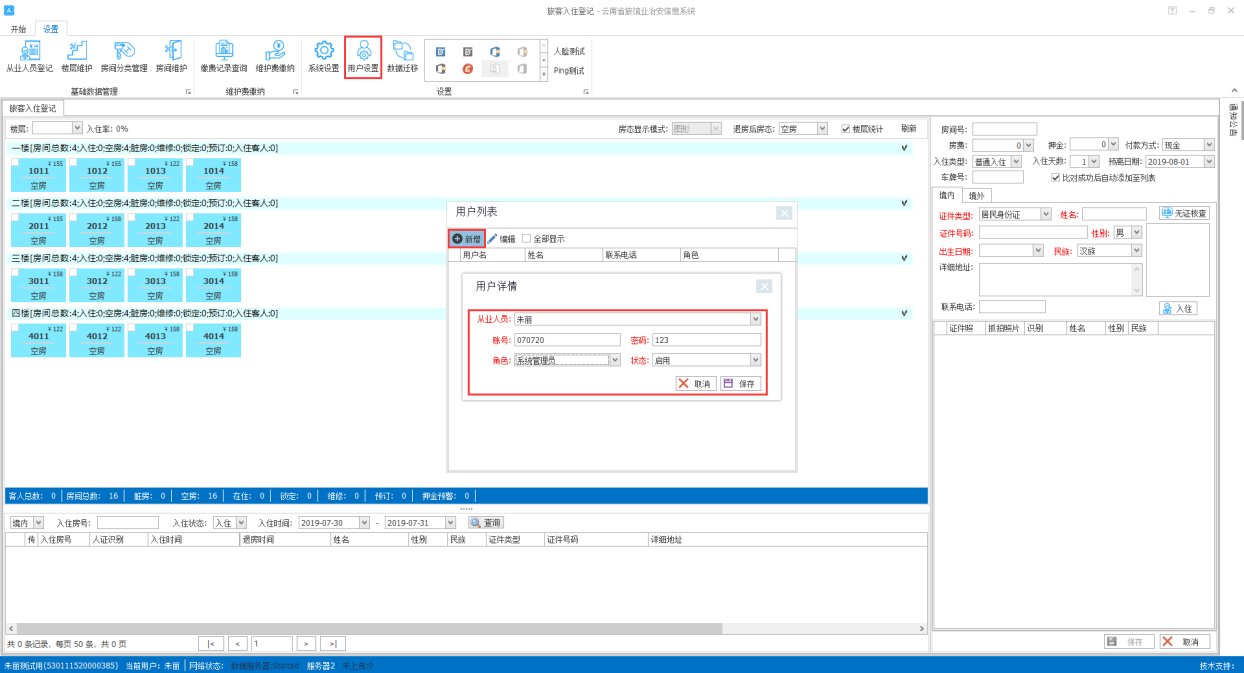 旅客入住登记 - 云南省旅馆业治安信息系统
开始 设置
从业人员登记 楼层维护 房间分类管理 房间维护 缴费记录查询 维护费缴纳 系统设置 用户设置 数据迁移 人脸测试
Ping测试
基础数据管理 维护费缴纳 设置
旅客入住登记
通知公告
楼层: 入住率: 0% 房态显示模式: 图形 退房后房态: 空房 楼层统计 刷新
一楼[房间总数:4;入住:0;空房:4;脏房:0;维修:0;锁定:0;预订:0;入住客人:0]
¥ 155 ¥ 155 ¥ 122 ¥ 158
1011 1012 1013 1014
空房 空房 空房 空房
二楼[房间总数:4;入住:0;空房:4;脏房:0;维修:0;锁定:0;预订:0;入住客人:0]
¥ 155 ¥ 158 ¥ 122 ¥ 158
2011 2012 2013 2014
空房 空房 空房 空房
三楼[房间总数:4;入住:0;空房:4;脏房:0;维修:0;锁定:0;预订:0;入住客人:0]
¥ 158 ¥ 122 ¥ 158 ¥ 158
3011 3012 3013 3014
空房 空房 空房 空房
四楼[房间总数:4;入住:0;空房:4;脏房:0;维修:0;锁定:0;预订:0;入住客人:0]
¥ 122 ¥ 122 ¥ 158 ¥ 158
4011 4012 4013 4014
空房 空房 空房 空房
用户列表
新增 编辑 全部显示
用户名 姓名 联系电话 角色
用户详情
从业人员: 朱丽
账号: 070720 密码: 123
角色: 系统管理员 状态: 启用
取消 保存
客人总数: 0 房间总数: 16 脏房: 0 空房: 16 在住: 0 锁定: 0 维修: 0 预订: 0 押金预警: 0
境内 入住房号: 入住状态: 入住 入住时间: 2019-07-30 - 2019-07-31 查询
传 入住房号 人证识别 入住时间 退房时间 姓名 性别 民族 证件类型 证件号码 详细地址
共 0 条记录, 每页 50 条, 共 0 页 |< < 1 > >|
房间号:
房费: 0 押金: 0 付款方式: 现金
入住类型: 普通入住 入住天数: 1 预离日期: 2019-08-01
车牌号: 比对成功后自动添加至列表
境内 境外
证件类型: 居民身份证 姓名: 无证核查
证件号码: 性别: 男
出生日期: 民族: 汉族
详细地址:
联系电话: 入住
证件照 抓拍照片 识别 姓名 性别 民族
保存 取消
朱丽测试用(530111520000385) 当前用户: 朱丽 网络状态: 数据服务器:Started 服务器2 未上传:0 技术支持: